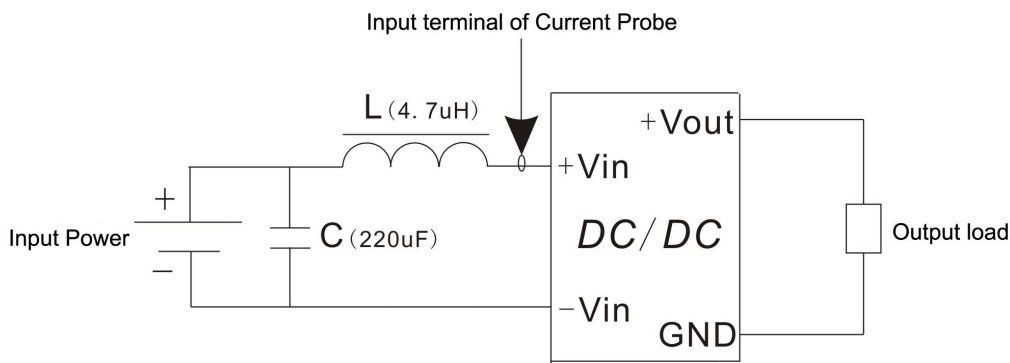 Input terminal of Current Probe
L(4.7uH)
+Vout
+Vin
+
Input Power
C(220uF)
DC/DC
Output load
−
−Vin
GND